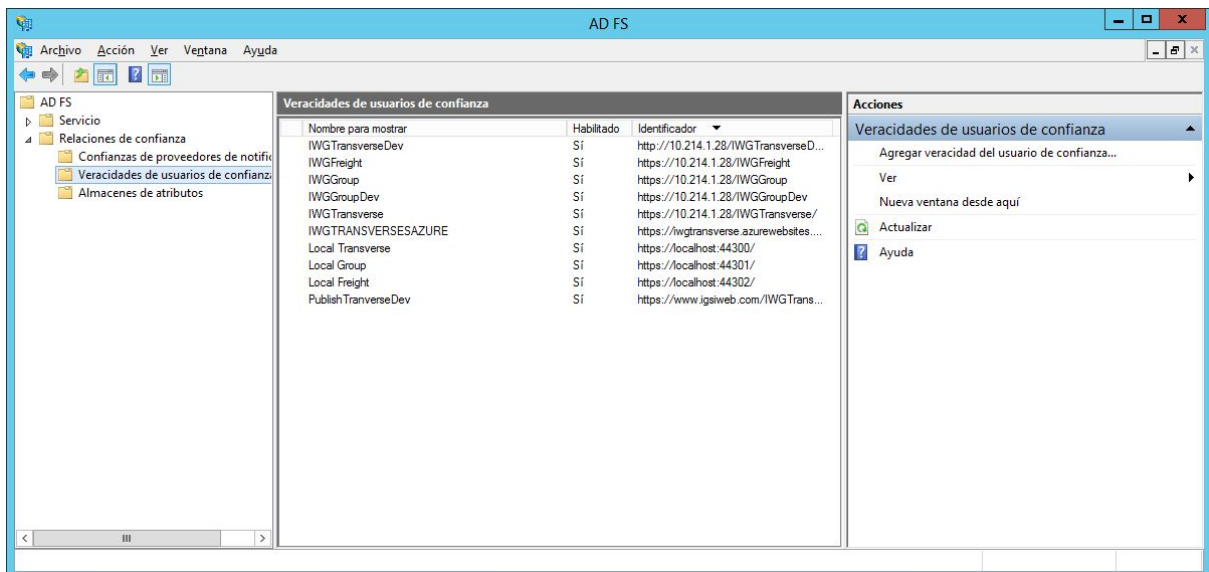 AD FS
Archivo Acción Ver Ventana Ayuda
AD FS
Servicio
Relaciones de confianza
Confianzas de proveedores de notific
Veracidades de usuarios de confianza
Almacenes de atributos
Veracidades de usuarios de confianza
Nombre para mostrar Habilitado Identificador
IWGTransverseDev Sí http://10.214.1.28/IWGTransverseD...
IWGFreight Sí https://10.214.1.28/IWGFreight
IWGGroup Sí https://10.214.1.28/IWGGroup
IWGGroupDev Sí https://10.214.1.28/IWGGroupDev
IWGTransverse Sí https://10.214.1.28/IWGTransverse/
IWGTRANSVERSESAZURE Sí https://iwgtransverse.azurewebsites....
Local Transverse Sí https://localhost:44300/
Local Group Sí https://localhost:44301/
Local Freight Sí https://localhost:44302/
PublishTranverseDev Sí https://www.igsiweb.com/IWGTrans...
Acciones
Veracidades de usuarios de confianza
Agregar veracidad del usuario de confianza...
Ver
Nueva ventana desde aquí
Actualizar
Ayuda